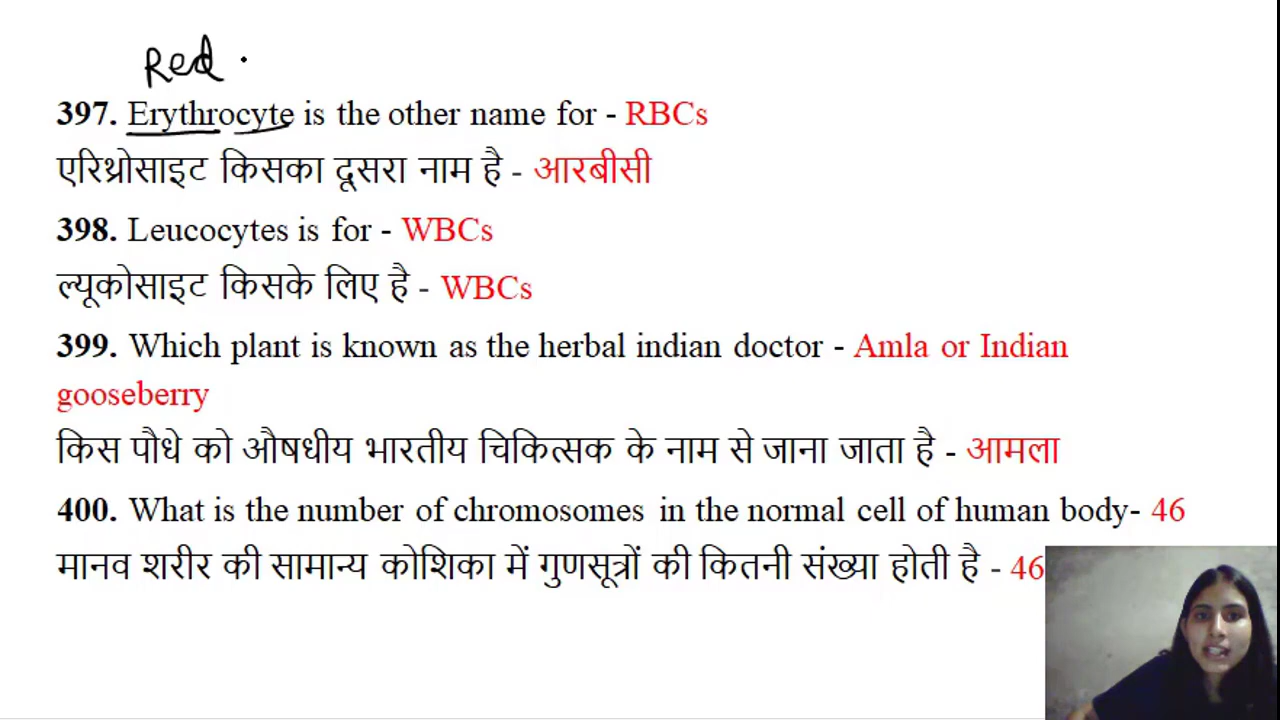 Red
397. Erythrocyte is the other name for - RBCs
एरिथ्रोसाइट किसका दूसरा नाम है - आरबीसी
398. Leucocytes is for - WBCs
ल्यूकोसाइट किसके लिए है - WBCs
399. Which plant is known as the herbal indian doctor - Amla or Indian
gooseberry
किस पौधे को औषधीय भारतीय चिकित्सक के नाम से जाना जाता है - आमला
400. What is the number of chromosomes in the normal cell of human body- 46
मानव शरीर की सामान्य कोशिका में गुणसूत्रों की कितनी संख्या होती है - 46